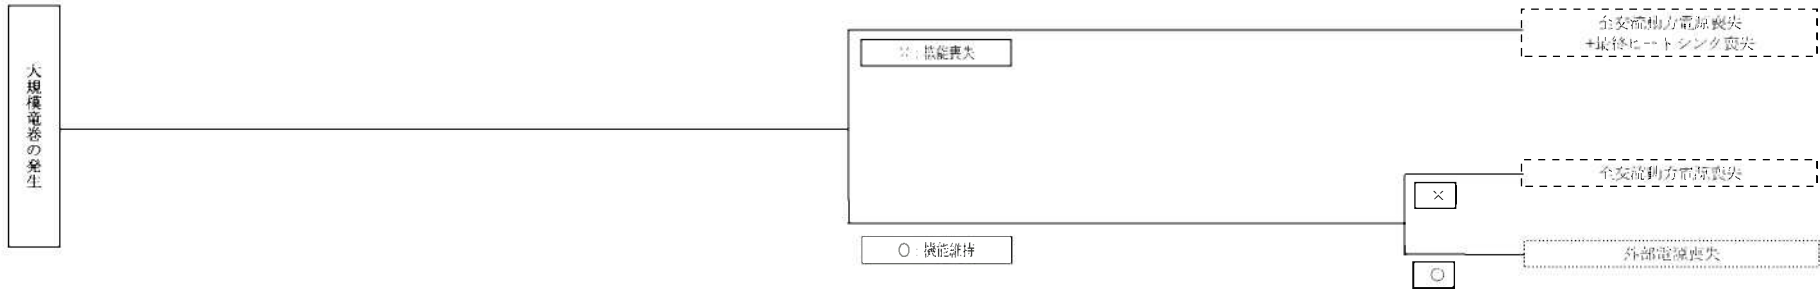 大規模竜巻の発生
×:機能喪失
全交流動力電源喪失
+最終ヒートシンク喪失
全交流動力電源喪失
×
○:機能維持
外部電源喪失
○